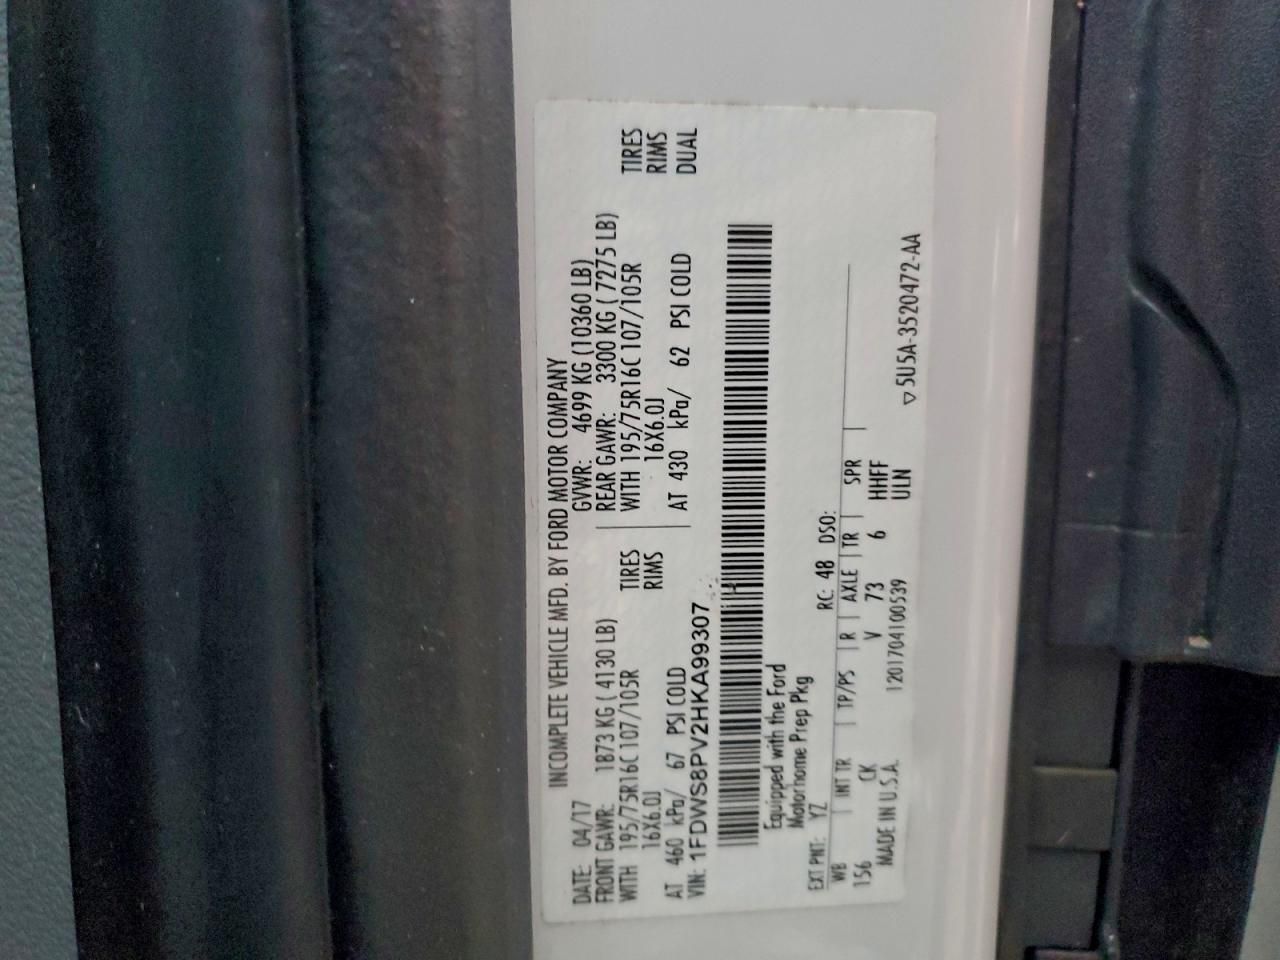 INCOMPLETE VEHICLE MFD. BY FORD MOTOR COMPANY
DATE: 04/17 GVWR: 4699 KG (10360 LB)
FRONT GAWR: 1873 KG ( 4130 LB) REAR GAWR: 3300 KG ( 7275 LB)
WITH 195/75R16C 107/105R TIRES WITH 195/75R16C 107/105R TIRES
16X6.0J RIMS 16X6.0J RIMS
AT 460 kPa/ 67 PSI COLD AT 430 kPa/ 62 PSI COLD DUAL
VIN: 1FDWS8PV2HKA99307
Equipped with the Ford
Motorhome Prep Pkg
EXT PNT: YZ RC: 48 DSO:
WB INT TR TP/PS R AXLE TR SPR
156 CK V 73 6 HHFF
MADE IN U.S.A. 1201704100539 ULN
▽5U5A-3520472-AA